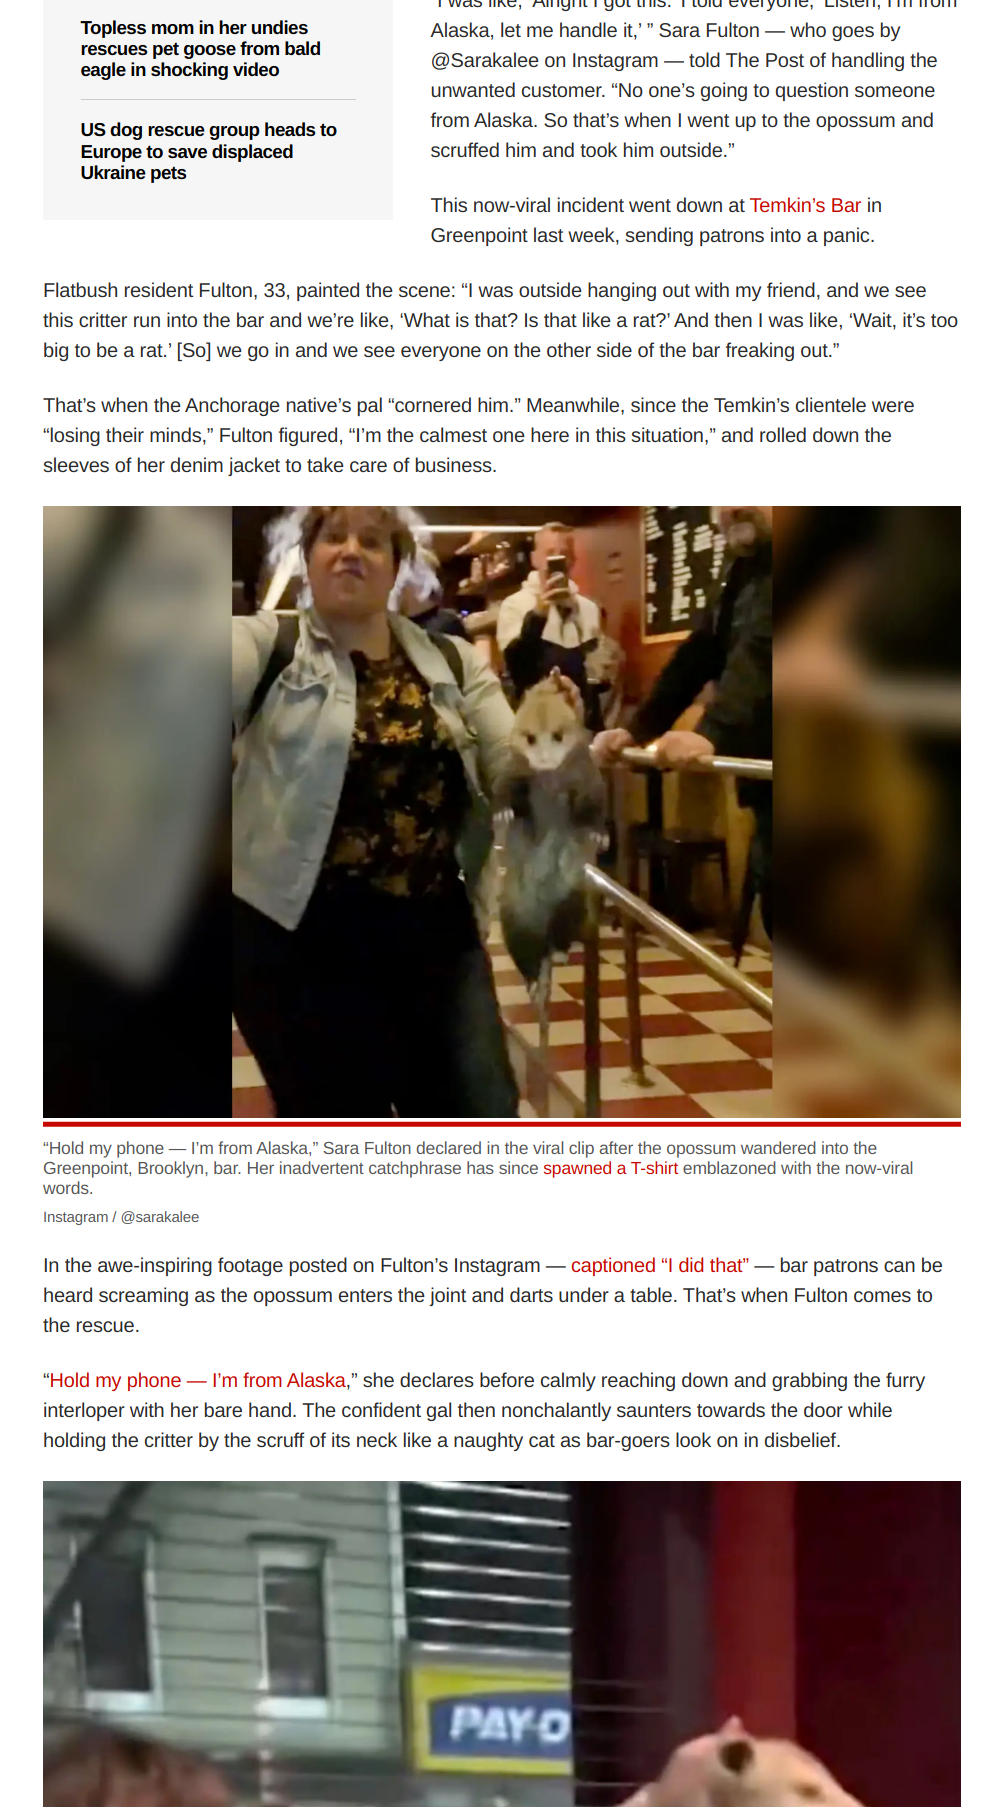 Topless mom in her undies
rescues pet goose from bald
eagle in shocking video
US dog rescue group heads to
Europe to save displaced
Ukraine pets
“I was like, ‘Alright I got this.’ I told everyone, ‘Listen, I’m from
Alaska, let me handle it,’ ” Sara Fulton — who goes by
@Sarakalee on Instagram — told The Post of handling the
unwanted customer. “No one’s going to question someone
from Alaska. So that’s when I went up to the opossum and
scruffed him and took him outside.”
This now-viral incident went down at Temkin’s Bar in
Greenpoint last week, sending patrons into a panic.
Flatbush resident Fulton, 33, painted the scene: “I was outside hanging out with my friend, and we see
this critter run into the bar and we’re like, ‘What is that? Is that like a rat?’ And then I was like, ‘Wait, it’s too
big to be a rat.’ [So] we go in and we see everyone on the other side of the bar freaking out.”
That’s when the Anchorage native’s pal “cornered him.” Meanwhile, since the Temkin’s clientele were
“losing their minds,” Fulton figured, “I’m the calmest one here in this situation,” and rolled down the
sleeves of her denim jacket to take care of business.
“Hold my phone — I’m from Alaska,” Sara Fulton declared in the viral clip after the opossum wandered into the
Greenpoint, Brooklyn, bar. Her inadvertent catchphrase has since spawned a T-shirt emblazoned with the now-viral
words.
Instagram / @sarakalee
In the awe-inspiring footage posted on Fulton’s Instagram — captioned “I did that” — bar patrons can be
heard screaming as the opossum enters the joint and darts under a table. That’s when Fulton comes to
the rescue.
“Hold my phone — I’m from Alaska,” she declares before calmly reaching down and grabbing the furry
interloper with her bare hand. The confident gal then nonchalantly saunters towards the door while
holding the critter by the scruff of its neck like a naughty cat as bar-goers look on in disbelief.
PAY-O